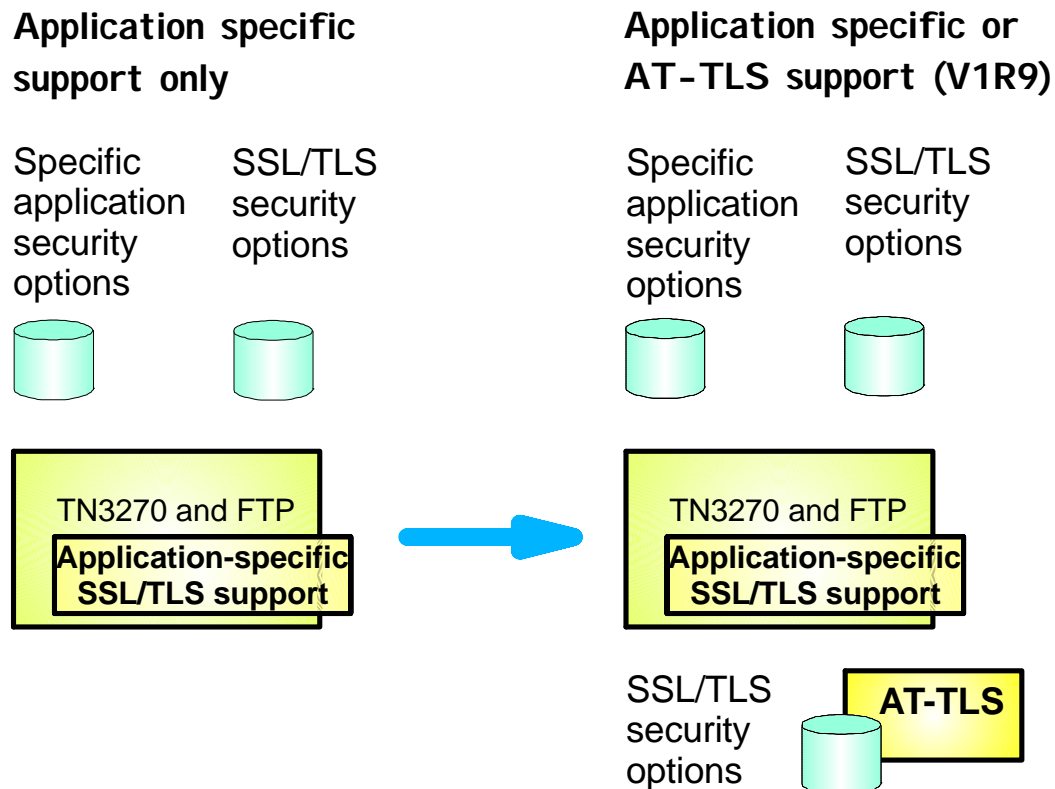 Application specific
support only
Specific
application
security
options
SSL/TLS
security
options
TN3270 and FTP
Application-specific
SSL/TLS support
Application specific or
AT-TLS support (V1R9)
Specific
application
security
options
SSL/TLS
security
options
TN3270 and FTP
Application-specific
SSL/TLS support
SSL/TLS
security
options
AT-TLS